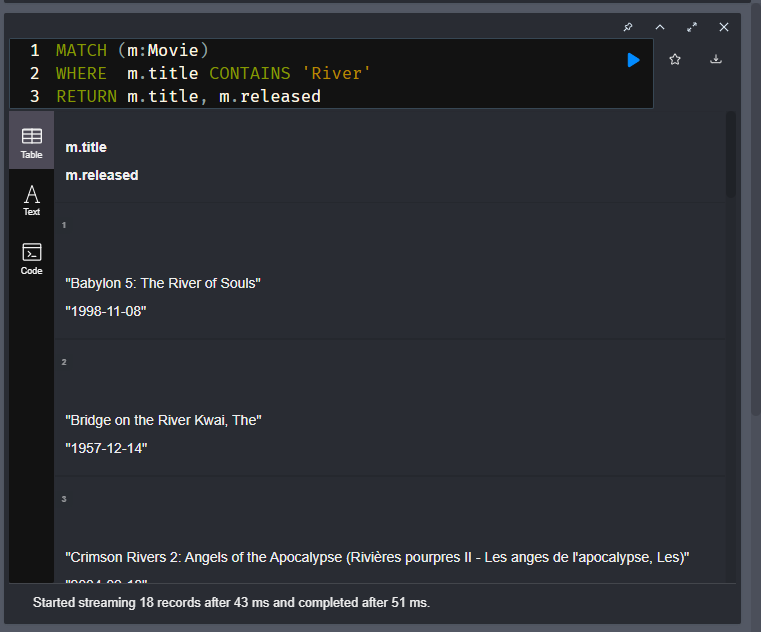 1 MATCH (m:Movie)
2 WHERE  m.title CONTAINS 'River'
3 RETURN m.title, m.released
Table
Text
Code
m.title
m.released
1
"Babylon 5: The River of Souls"
"1998-11-08"
2
"Bridge on the River Kwai, The"
"1957-12-14"
3
"Crimson Rivers 2: Angels of the Apocalypse (Rivières pourpres II - Les anges de l'apocalypse, Les)"
Started streaming 18 records after 43 ms and completed after 51 ms.